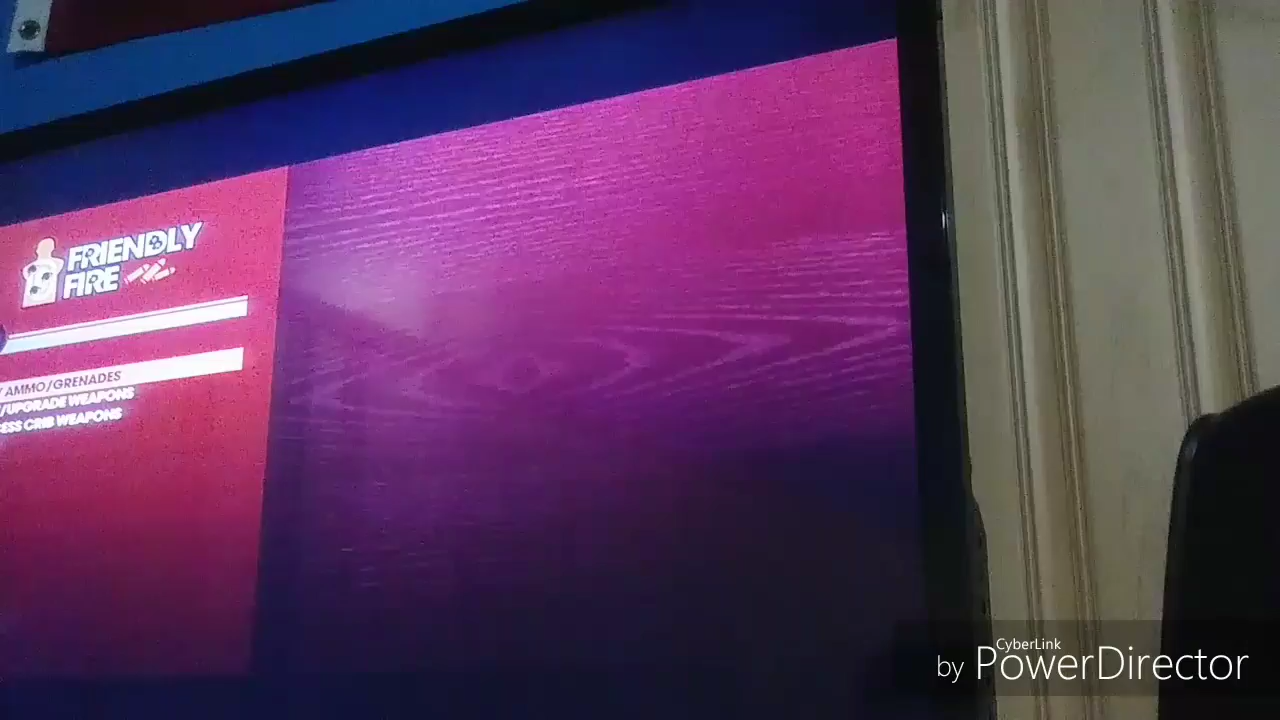 FRIENDLY
FIRE
AMMO/GRENADES
/UPGRADE WEAPONS
CRIB WEAPONS
CyberLink
by PowerDirector